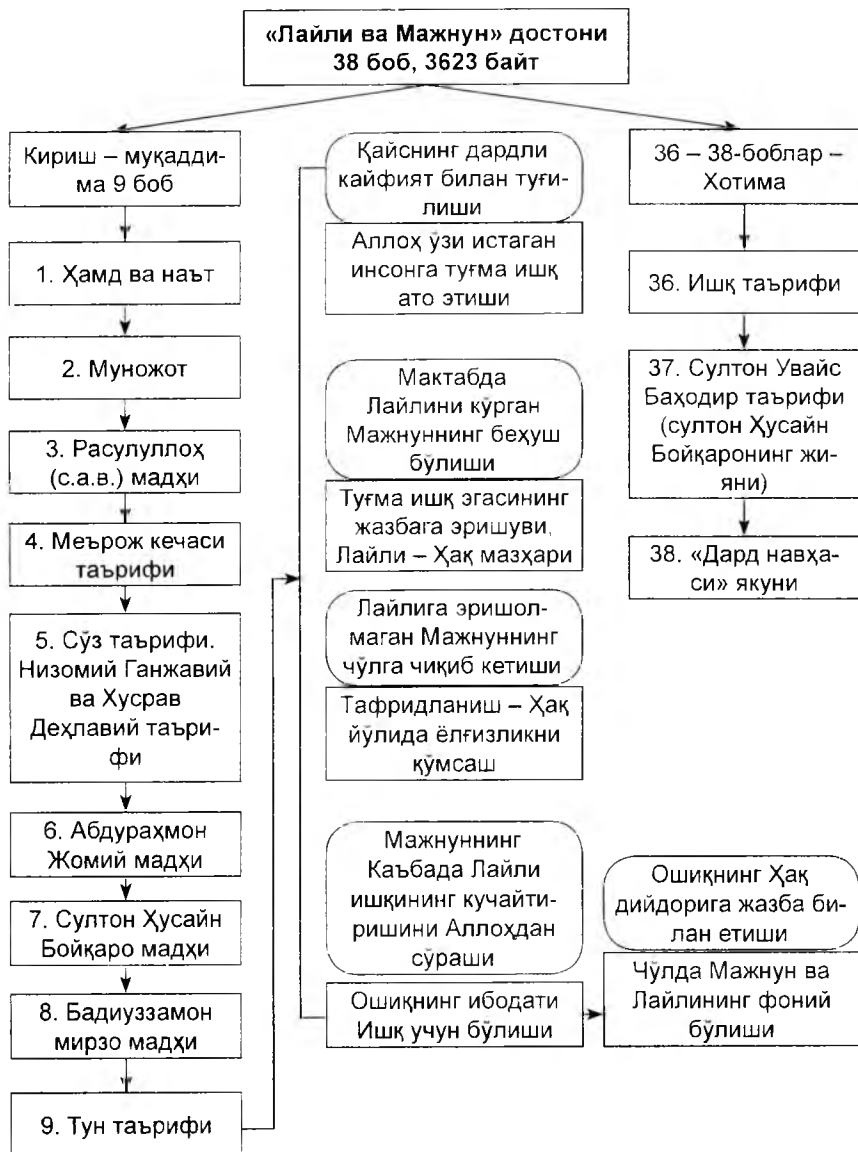 «Лайли ва Мажнун» достони
38 боб, 3623 байт
Кириш – муқадди-
ма 9 боб
1. Ҳамд ва наът
2. Муножот
3. Расулуллоҳ
(с.а.в.) мадҳи
4. Меърож кечаси
таърифи
5. Сўз таърифи.
Низомий Ганжавий
ва Хусрав
Деҳлавий таъри-
фи
6. Абдураҳмон
Жомий мадҳи
7. Султон Ҳусайн
Бойқаро мадҳи
8. Бадиуззамон
мирзо мадҳи
9. Тун таърифи
Қайснинг дардли
кайфият билан туғи-
лиши
Аллоҳ ўзи истаган
инсонга туғма ишқ
ато этиши
Мактабда
Лайлини кўрган
Мажнуннинг беҳуш
бўлиши
Туғма ишқ эгасининг
жазбага эришуви,
Лайли – Ҳақ мазҳари
Лайлига эришол-
маган Мажнуннинг
чўлга чиқиб кетиши
Тафридланиш – Ҳақ
йўлида ёлғизликни
қўмсаш
Мажнуннинг
Каъбада Лайли
ишқининг кучайти-
ришини Аллоҳдан
сўраши
Ошиқнинг ибодати
Ишқ учун бўлиши
Ошиқнинг Ҳақ
дийдорига жазба би-
лан етиши
Чўлда Мажнун ва
Лайлининг фоний
бўлиши
36 – 38-боблар –
Хотима
36. Ишқ таърифи
37. Султон Увайс
Баҳодир таърифи
(султон Ҳусайн
Бойқаронинг жи-
яни)
38. «Дард навҳа-
си» якуни